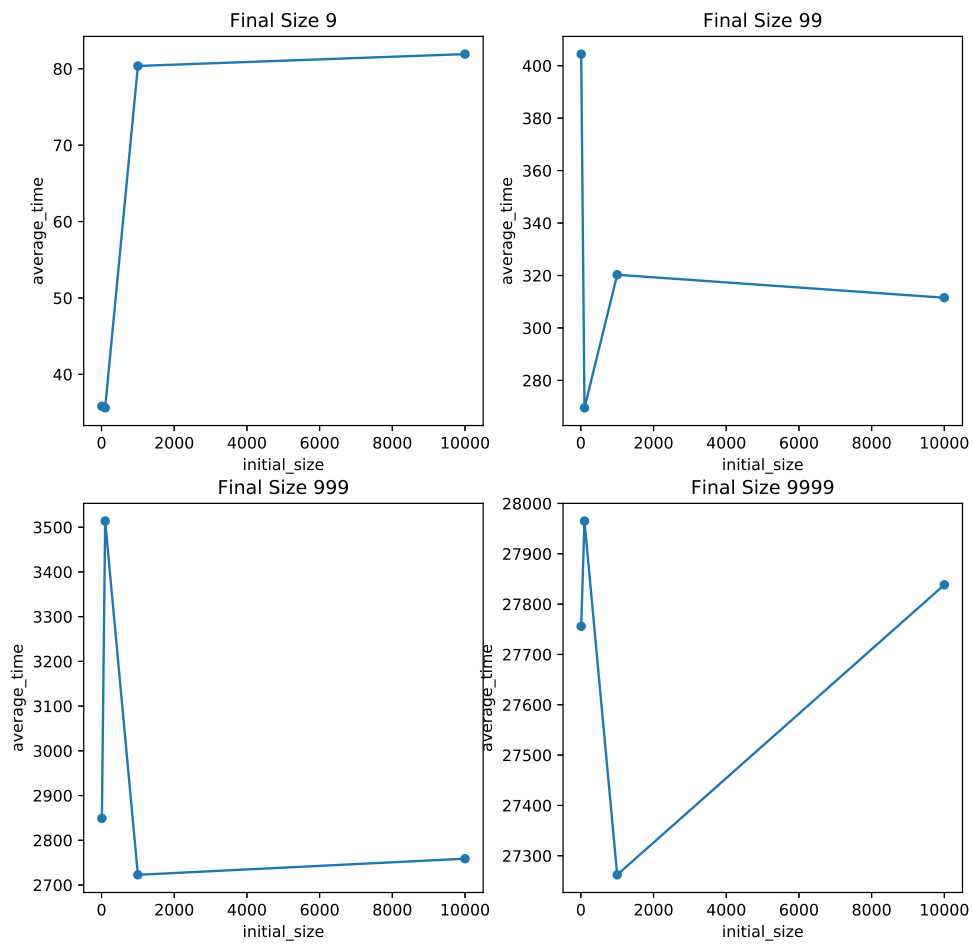 Final Size 9
80
70
60
50
40
average_time
0 2000 4000 6000 8000 10000
initial_size
Final Size 99
400
380
360
340
320
300
280
average_time
0 2000 4000 6000 8000 10000
initial_size
Final Size 999
3500
3400
3300
3200
3100
3000
2900
2800
2700
average_time
0 2000 4000 6000 8000 10000
initial_size
Final Size 9999
28000
27900
27800
27700
27600
27500
27400
27300
average_time
0 2000 4000 6000 8000 10000
initial_size